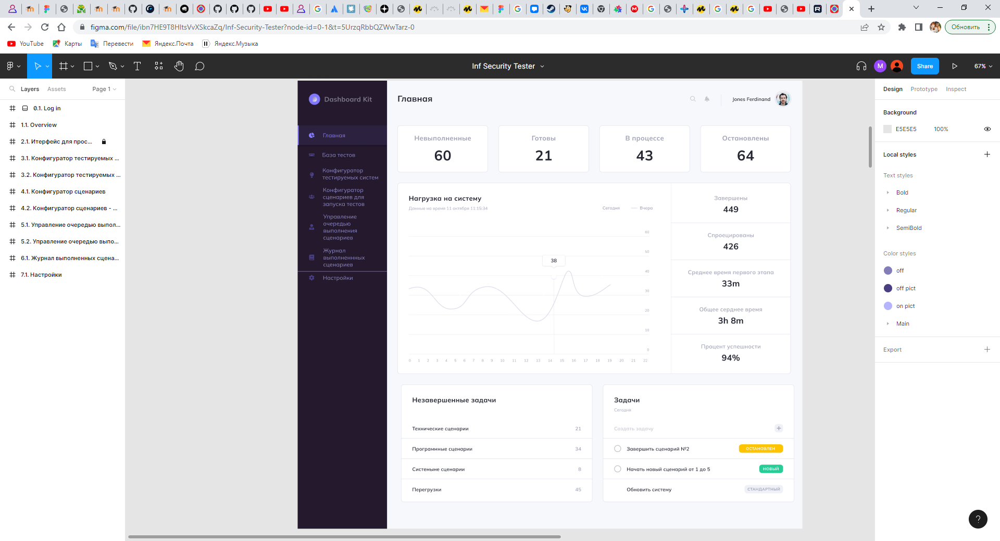 figma.com/file/ibn7HE9T8HltsVvXSkcaZq/Inf-Security-Tester?node-id=0-1&t=5UrzqRbbQZWwTarz-0
Обновить
YouTube
Карты
Перевести
Яндекс.Почта
Яндекс.Музыка
Inf Security Tester
M
Share
67%
Layers
Assets
Page 1
0.1. Log in
1.1. Overview
2.1. Итерфейс для прос...
3.1. Конфигуратор тестируемых ...
3.2. Конфигуратор тестируемых ...
4.1. Конфигуратор сценариев
4.2. Конфигуратор сценариев - ...
5.1. Управление очередью выпол...
5.2. Управление очередью выпо...
6.1. Журнал выполненных сцена...
7.1. Настройки
Dashboard Kit
Главная
База тестов
Конфигуратор
тестируемых систем
Конфигуратор
сценариев для
запуска тестов
Управление
очередью
выполнения
сценариев
Журнал
выполненнных
сценариев
Настройки
Главная
Jones Ferdinand
Невыполненные
60
Готовы
21
В процессе
43
Остановлены
64
Нагрузка на систему
Данные на время 11 октября 11:15:34
Сегодня
Вчера
60
50
40
30
20
10
0
38
0 1 2 3 4 5 6 7 8 9 10 11 12 13 14 15 16 17 18 19 20 21 22
Завершены
449
Спроецированы
426
Среднее время первого этапа
33m
Общее серднее время
3h 8m
Процент успешности
94%
Незавершенные задачи
Технические сценарии 21
Программные сценарии 34
Системыне сценарии 8
Перегрузки 45
Задачи
Сегодня
Создать задачу
Завершить сценарий №2 ОСТАНОВЛЕН
Начать новый сценарий от 1 до 5 НОВЫЙ
Обновить систему СТАНДАРТНЫЙ
Design
Prototype
Inspect
Background
E5E5E5 100%
Local styles
Text styles
Bold
Regular
SemiBold
Color styles
off
off pict
on pict
Main
Export
?